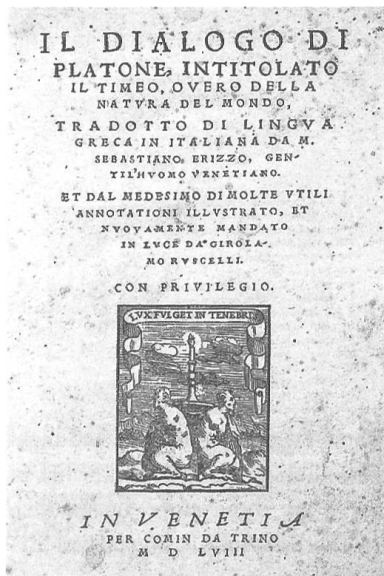 IL DIALOGO DI
PLATONE, INTITOLATO
IL TIMEO, OVERO DELLA
NATVRA DEL MONDO,
TRADOTTO DI LINGVA
GRECA IN ITALIANA DA M.
SEBASTIANO ERIZZO, GEN-
TIL'HVOMO VENETIANO.
ET DAL MEDESIMO DI MOLTE VTILI
ANNOTATIONI ILLVSTRATO, ET
NVOVAMENTE MANDATO
IN LVCE DA GIROLA-
MO RVSCELLI.
CON PRIVILEGIO.
LVX FVLGET IN TENEBRIS
IN VENETIA
PER COMIN DA TRINO
M D LVIII